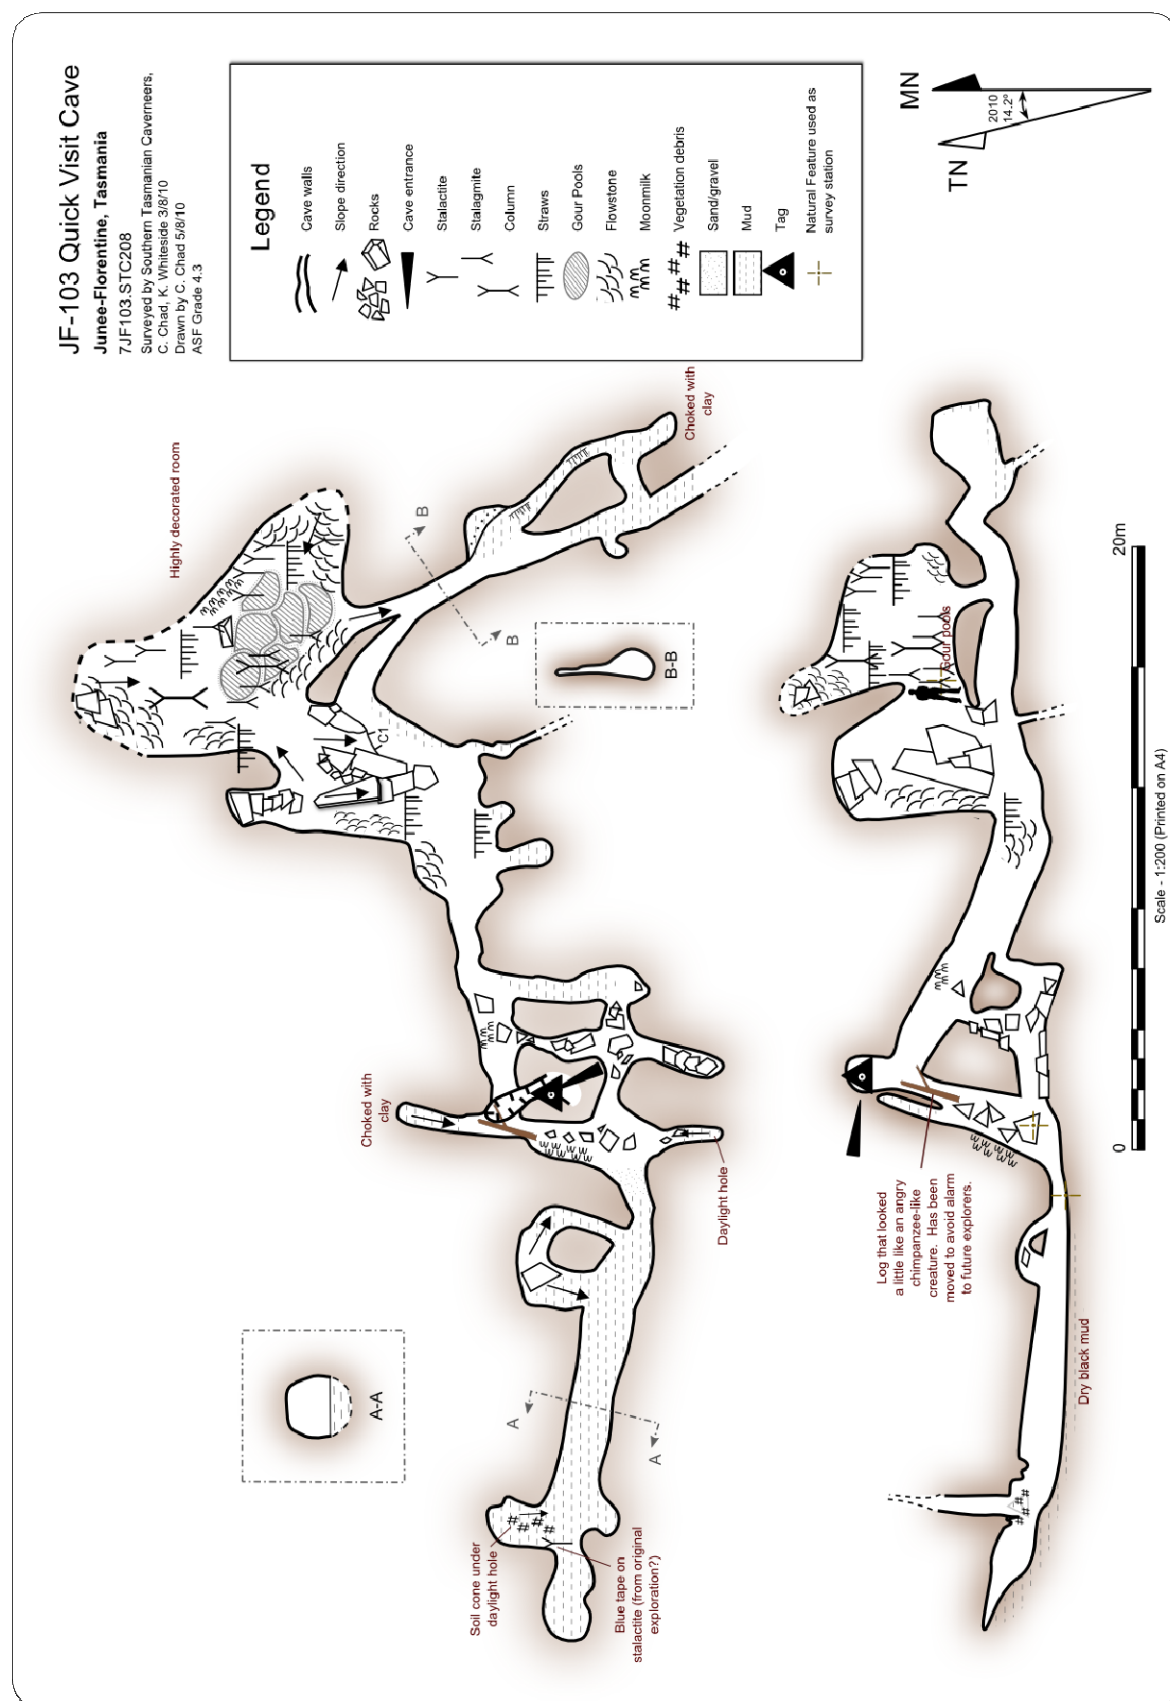 JF-103 Quick Visit Cave
Junee-Florentine, Tasmania
7JF103.STC208
Surveyed by Southern Tasmanian Caverneers,
C. Chad, K. Whiteside 3/8/10
Drawn by C. Chad 5/8/10
ASF Grade 4.3
Legend
Cave walls
Slope direction
Rocks
Cave entrance
Stalactite
Stalagmite
Column
Straws
Gour Pools
Flowstone
Moonmilk
Vegetation debris
Sand/gravel
Mud
Tag
Natural Feature used as
survey station
MN
TN
2010
14.2°
Highly decorated room
Choked with
clay
B
B
B-B
C1
Choked with
clay
Daylight hole
A
A
A-A
Soil cone under
daylight hole
Blue tape on
stalactite (from original
exploration?)
Gour pools
Log that looked
a little like an angry
chimpanzee-like
creature. Has been
moved to avoid alarm
to future explorers.
Dry black mud
0
20m
Scale - 1:200 (Printed on A4)